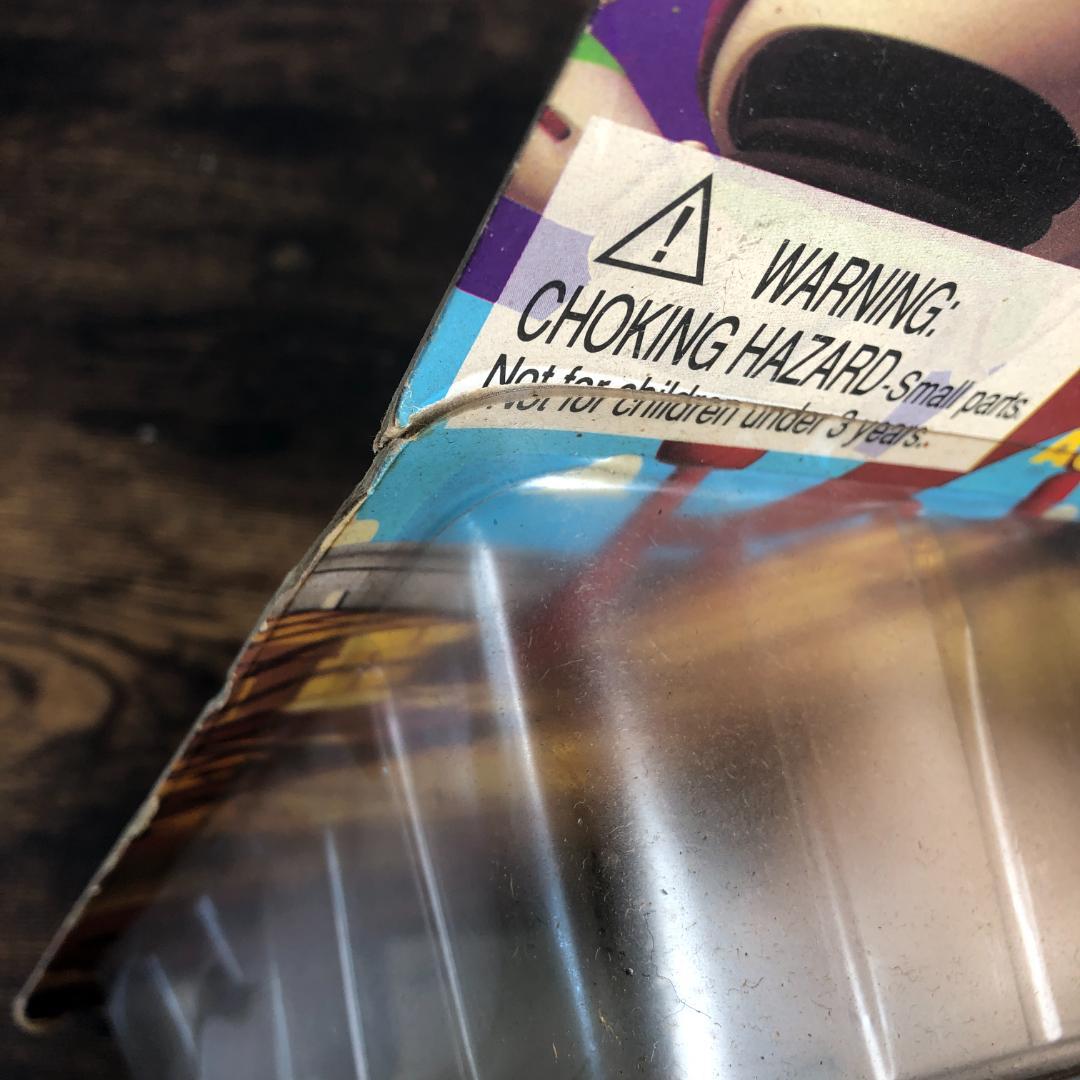 WARNING:
CHOKING HAZARD-Small parts.
Not for children under 3 years.